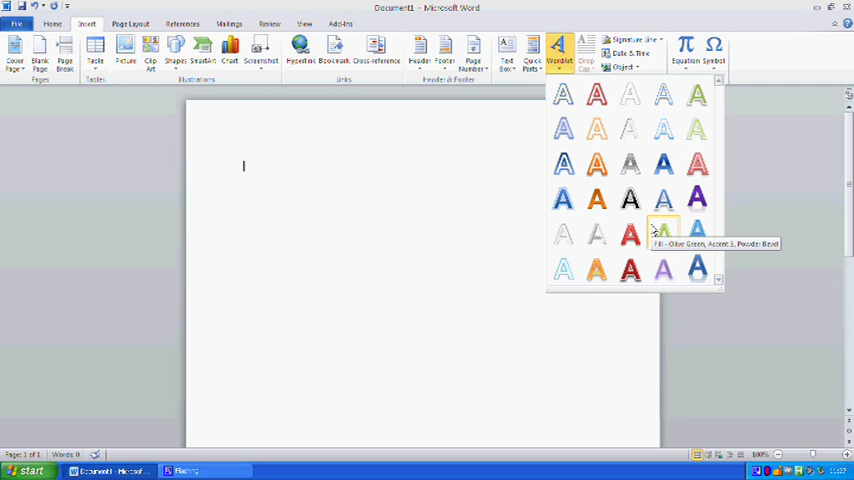 Document1 - Microsoft Word
File Home Insert Page Layout References Mailings Review View Add-Ins
Cover Page Blank Page Page Break Table Picture Clip Art Shapes SmartArt Chart Screenshot Hyperlink Bookmark Cross-reference Header Footer Page Number Text Box Quick Parts WordArt Drop Cap Signature Line Date & Time Object Equation Symbol
Pages Tables Illustrations Links Header & Footer
A A A A A
A A A A A
A A A A A
A A A A A
A A A A A
Fill - Olive Green, Accent 3, Powder Bevel
A A A A A
Page: 1 of 1 Words: 0 100%
start Document1 - Microsof... 11:27